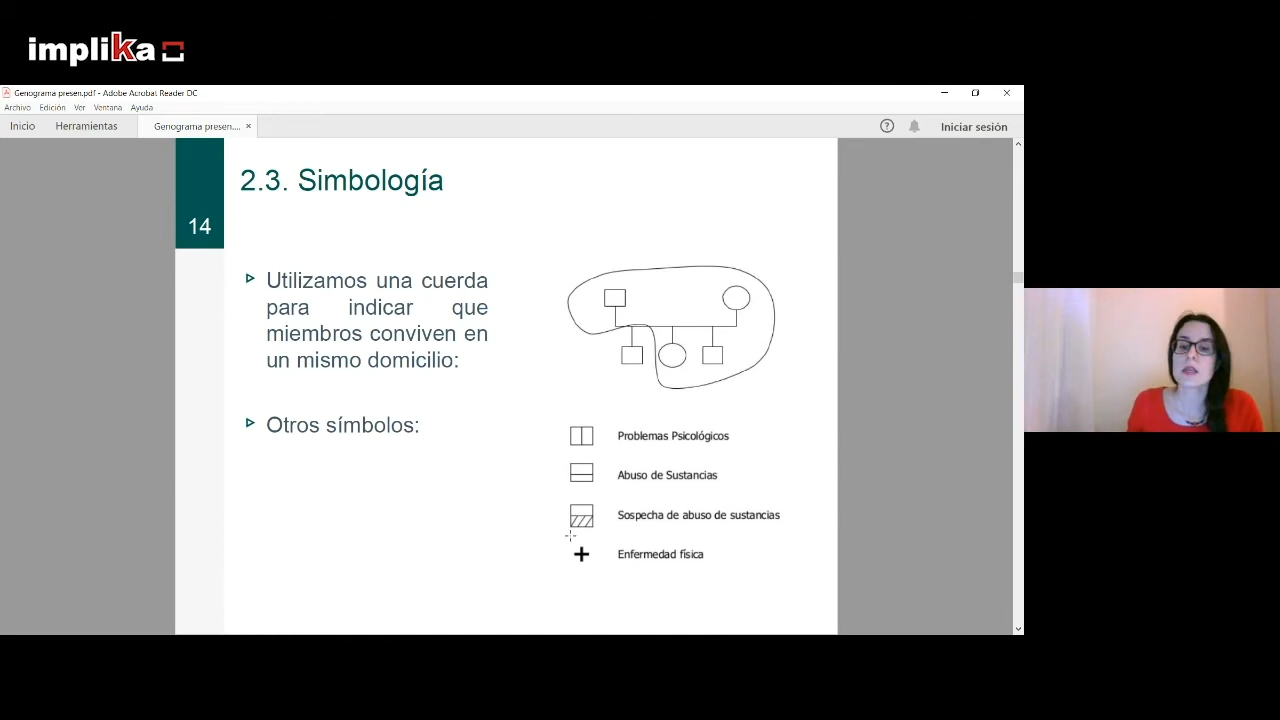 implika
Genograma presen.pdf - Adobe Acrobat Reader DC
Archivo Edición Ver Ventana Ayuda
Inicio Herramientas Genograma presen.... × Iniciar sesión
2.3. Simbología
14
Utilizamos una cuerda
para indicar que
miembros conviven en
un mismo domicilio:
Otros símbolos:
Problemas Psicológicos
Abuso de Sustancias
Sospecha de abuso de sustancias
Enfermedad física